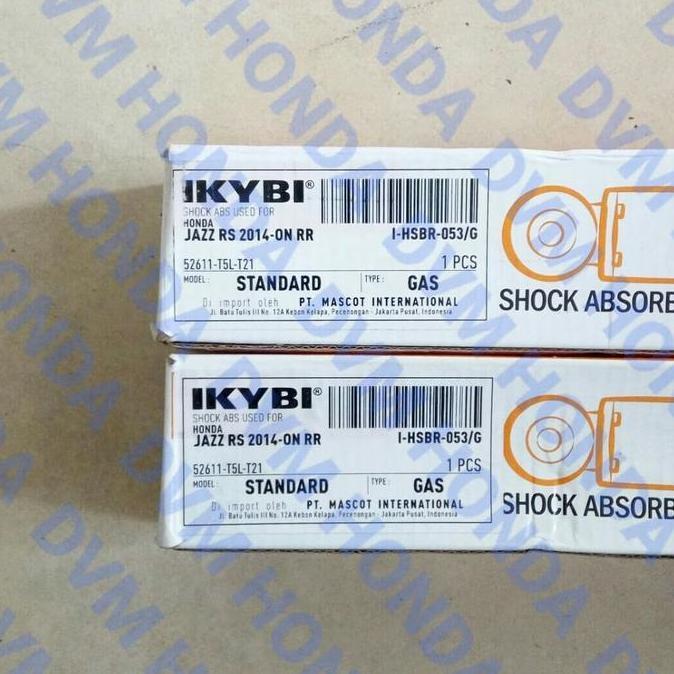 IKYBI®
SHOCK ABS USED FOR
HONDA
JAZZ RS 2014-ON RR I-HSBR-053/G
52611-T5L-T21 1 PCS
MODEL : STANDARD TYPE : GAS
Di import oleh PT. MASCOT INTERNATIONAL
Jl. Batu Tulis III No. 12A Kebon Kelapa, Pecenongan - Jakarta Pusat, Indonesia
SHOCK ABSORB
IKYBI®
SHOCK ABS USED FOR
HONDA
JAZZ RS 2014-ON RR I-HSBR-053/G
52611-T5L-T21 1 PCS
MODEL : STANDARD TYPE : GAS
Di import oleh PT. MASCOT INTERNATIONAL
Jl. Batu Tulis III No. 12A Kebon Kelapa, Pecenongan - Jakarta Pusat, Indonesia
SHOCK ABSORB
DVM HONDA DVM HONDA DVM HONDA